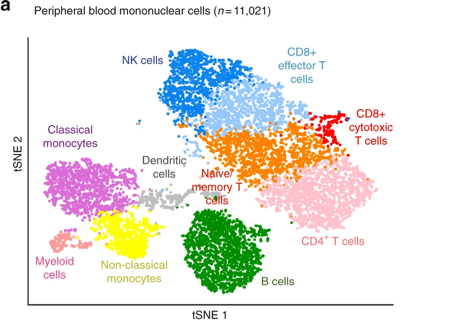 a
Peripheral blood mononuclear cells (n = 11,021)
NK cells
CD8+
effector T
cells
CD8+
cytotoxic
T cells
Classical
monocytes
Dendritic
cells
Naive/
memory T
cells
CD4+ T cells
Myeloid
cells
Non-classical
monocytes
B cells
tSNE 2
tSNE 1